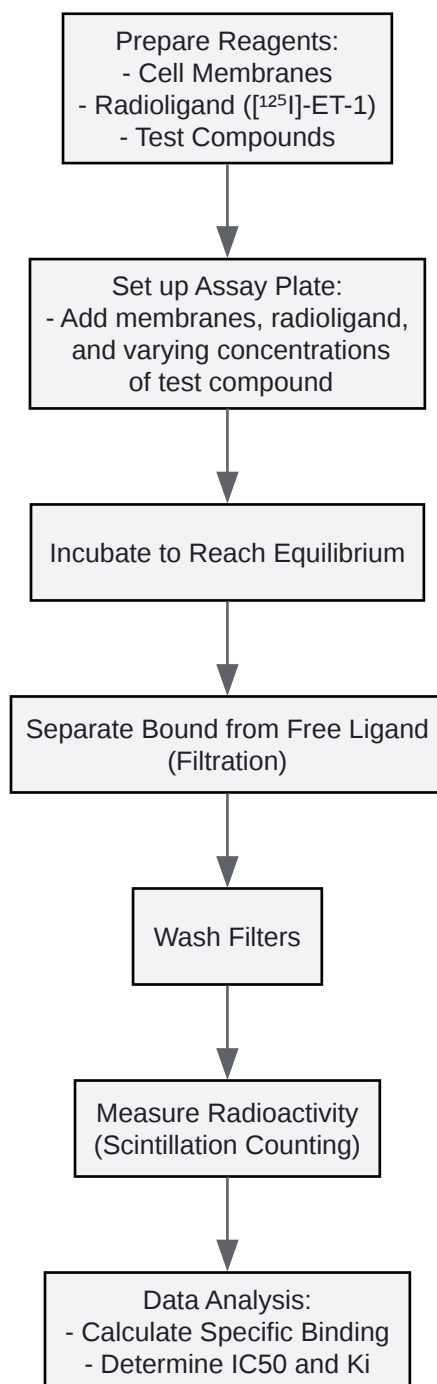 Prepare Reagents:
- Cell Membranes
- Radioligand ([¹²⁵I]-ET-1)
- Test Compounds
Set up Assay Plate:
- Add membranes, radioligand,
and varying concentrations
of test compound
Incubate to Reach Equilibrium
Separate Bound from Free Ligand
(Filtration)
Wash Filters
Measure Radioactivity
(Scintillation Counting)
Data Analysis:
- Calculate Specific Binding
- Determine IC50 and Ki